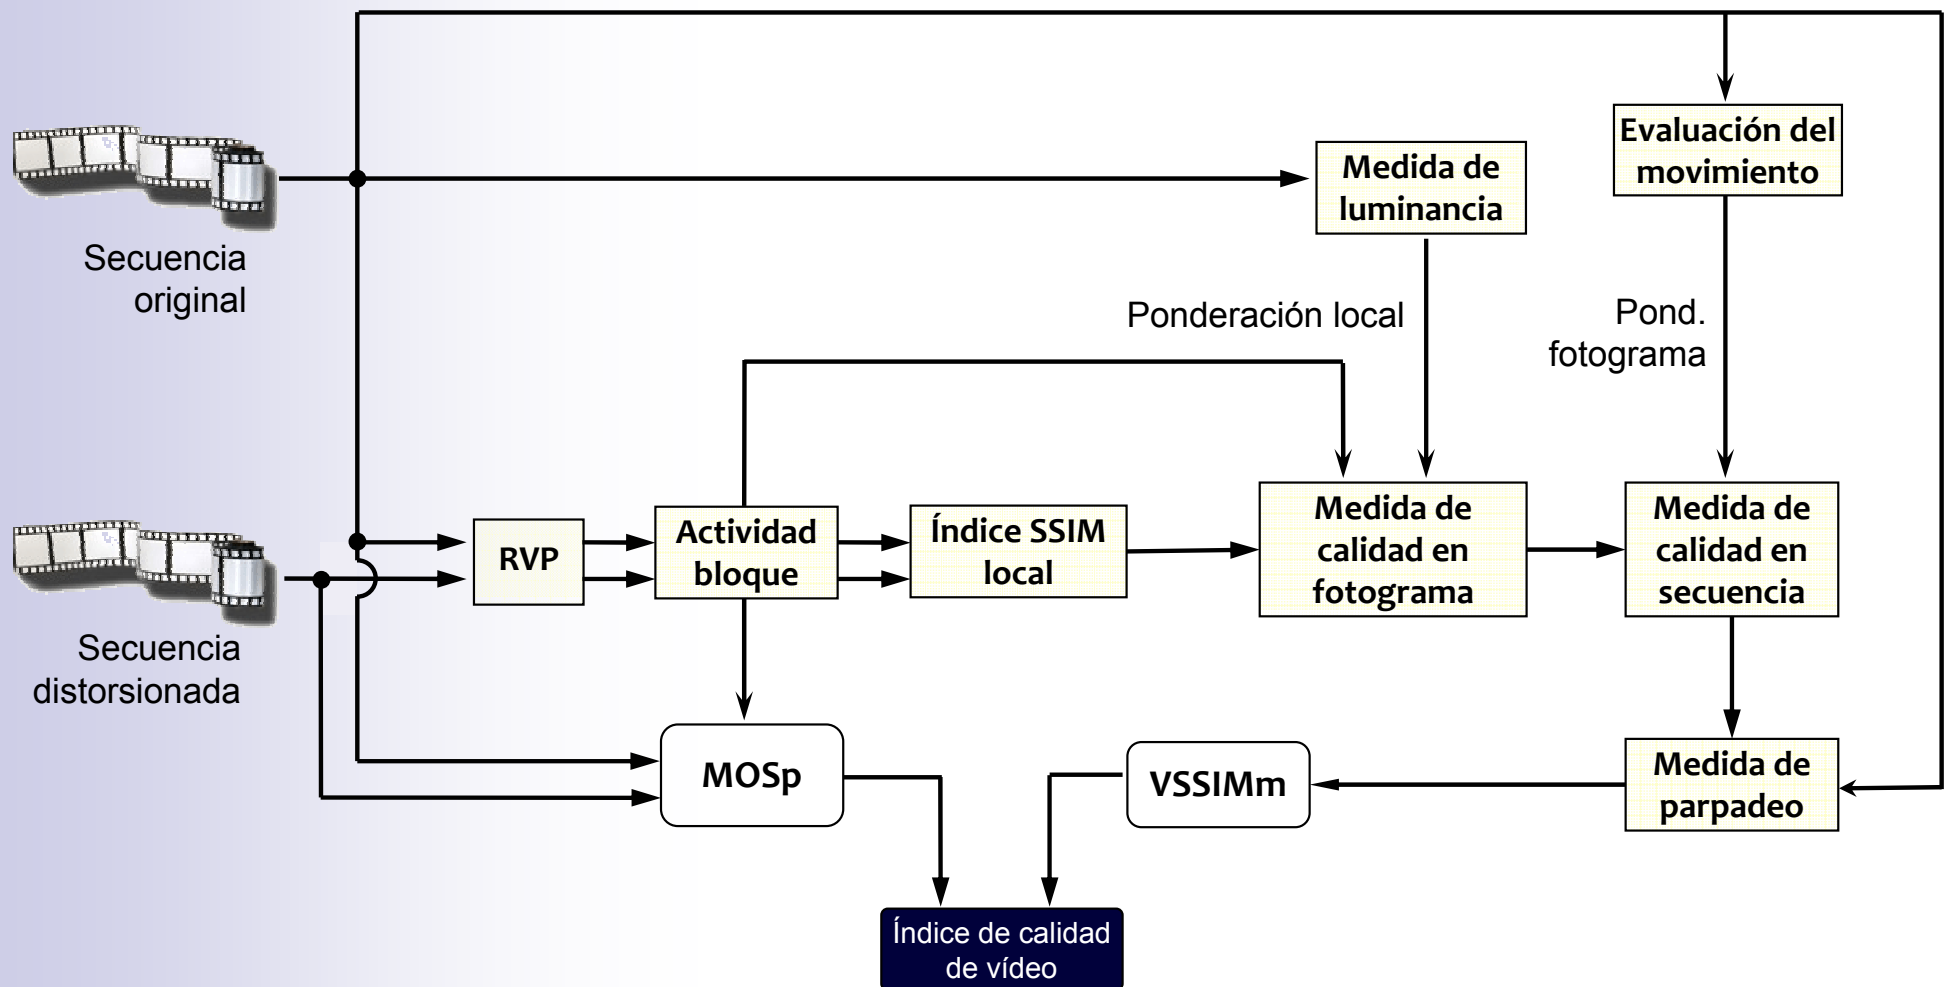 Evaluación del
movimiento
Medida de
luminancia
Secuencia
original
Ponderación local
Pond.
fotograma
RVP
Actividad
bloque
Índice SSIM
local
Medida de
calidad en
fotograma
Medida de
calidad en
secuencia
Secuencia
distorsionada
MOSp
VSSIMm
Medida de
parpadeo
Índice de calidad
de vídeo